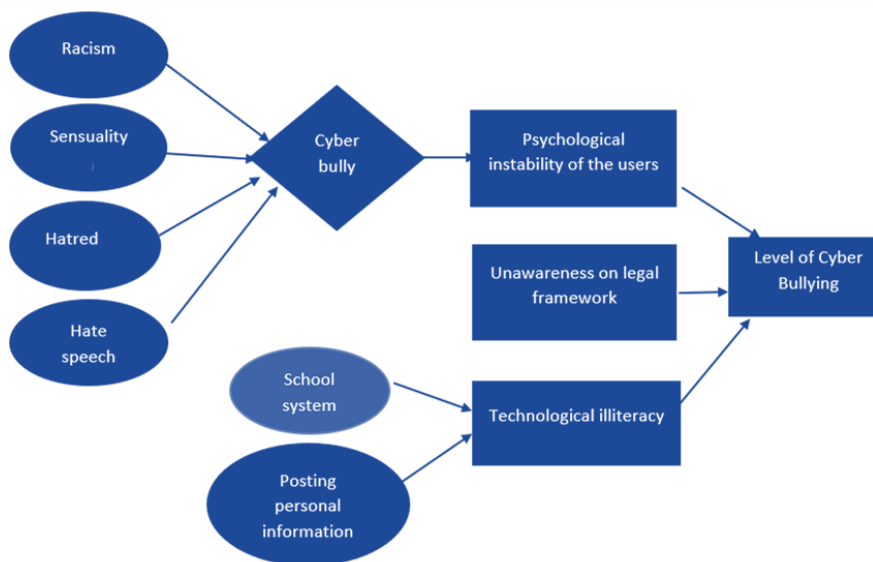 Racism
Sensuality
Hatred
Hate
speech
Cyber
bully
Psychological
instability of the users
Unawareness on legal
framework
Level of Cyber
Bullying
School
system
Technological illiteracy
Posting
personal
information